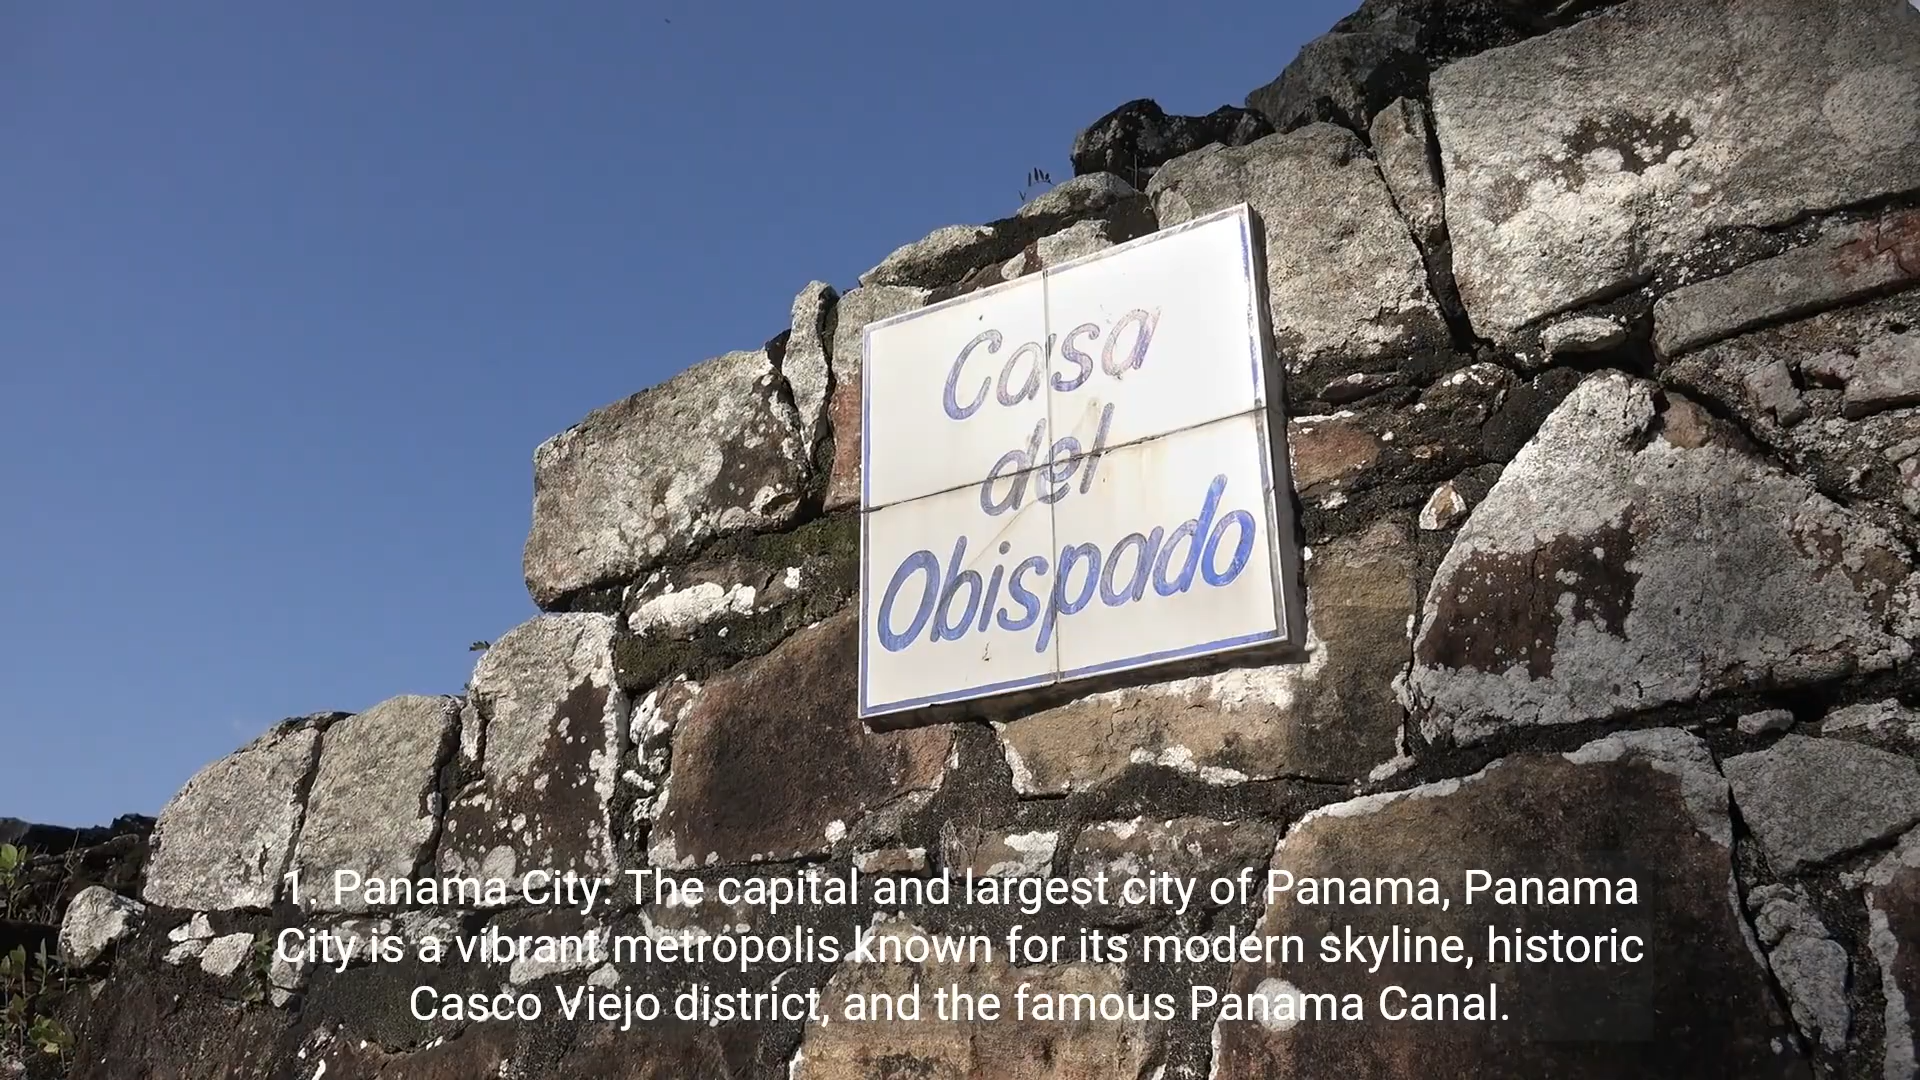 Casa
del
Obispado
1. Panama City: The capital and largest city of Panama, Panama
City is a vibrant metropolis known for its modern skyline, historic
Casco Viejo district, and the famous Panama Canal.